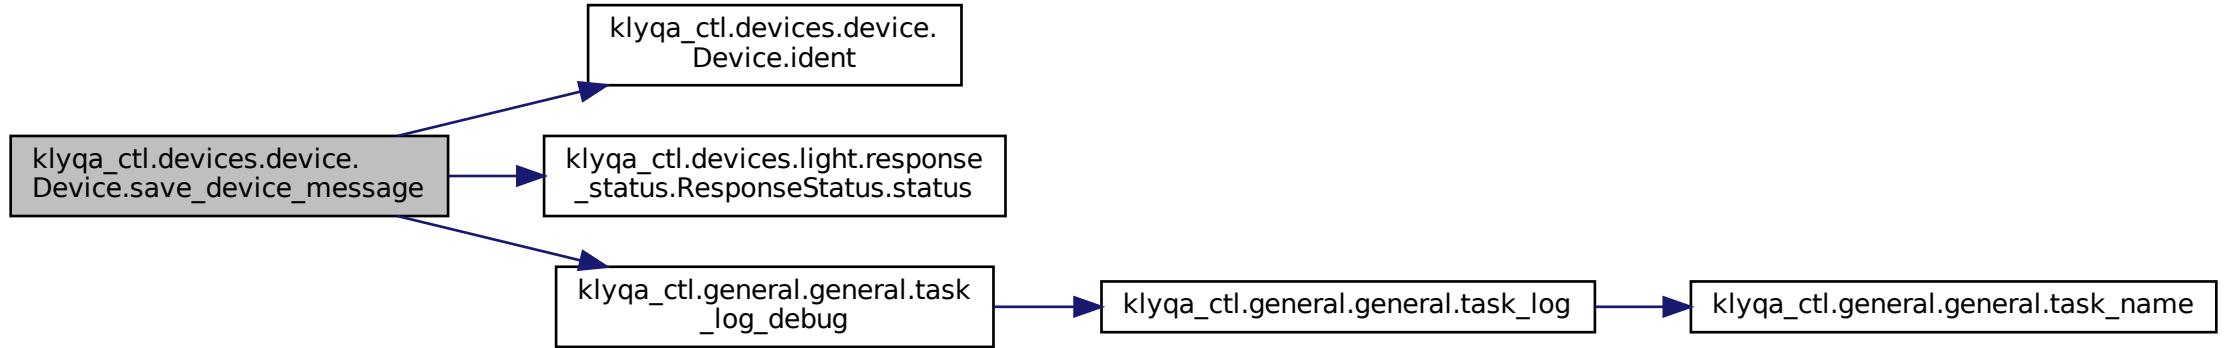 klyqa_ctl.devices.device.
Device.ident
klyqa_ctl.devices.device.
Device.save_device_message
klyqa_ctl.devices.light.response
_status.ResponseStatus.status
klyqa_ctl.general.general.task
_log_debug
klyqa_ctl.general.general.task_log
klyqa_ctl.general.general.task_name